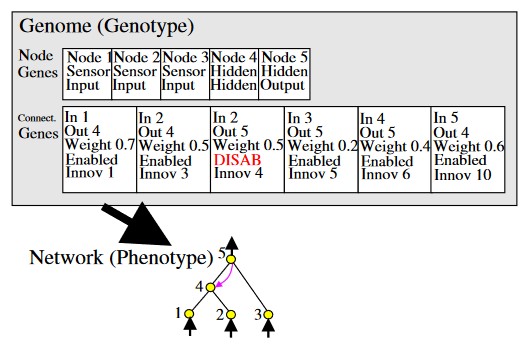 Genome (Genotype)
Node Genes
Node 1 Sensor Input
Node 2 Sensor Input
Node 3 Sensor Input
Node 4 Hidden Hidden
Node 5 Hidden Output
Connect. Genes
In 1
Out 4
Weight 0.7
Enabled
Innov 1
In 2
Out 4
Weight 0.5
Enabled
Innov 3
In 2
Out 5
Weight 0.5
DISAB
Innov 4
In 3
Out 5
Weight 0.2
Enabled
Innov 5
In 4
Out 5
Weight 0.4
Enabled
Innov 6
In 5
Out 4
Weight 0.6
Enabled
Innov 10
Network (Phenotype)
5
4
1
2
3